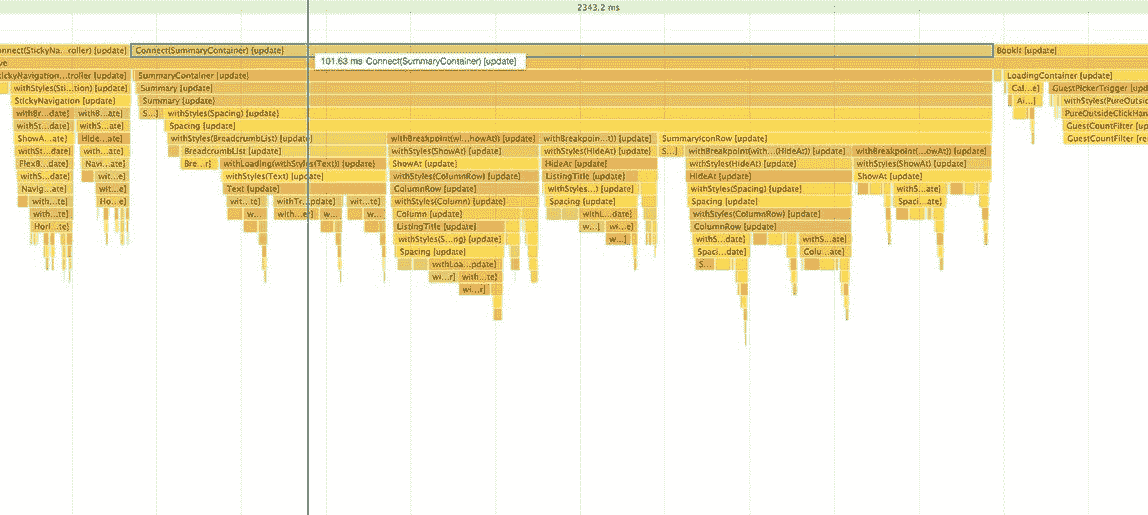 2343.2 ms
onnect(StickyNa...roller) [update] Connect(SummaryContainer) [update] BookIt [update]
ve 101.63 ms Connect(SummaryContainer) [update]
tickyNavigation...troller [update] SummaryContainer [update] LoadingContainer [update]
withStyles(Sti...tion) [update] Summary [update] Cal...e] GuestPickerTrigger [upd
StickyNavigation [update] Summary [update] Ai...] withStyles(PureOutside
withBr...date] withB...ate] S...] withStyles(Spacing) [update] PureOutsideClickHan
withSt...date] withS...ate] Spacing [update] GuestCountFilter [u
ShowA...date] Hide...ate] withStyles(BreadcrumbList) [update] withBreakpoint(wi...howAt)) [update] withBreakpoin...t)) [update] SummaryIconRow [update] GuestCountFilter [re
withSt...date] with...ate] BreadcrumbList [update] withStyles(ShowAt) [update] withStyles(HideAt) [update] S...] withBreakpoint(with...(HideAt)) [update] withBreakpoint(...owAt)) [update]
FlexB...date] Navi...ate] Bre...r] withLoading(withStyles(Text)) [update] ShowAt [update] HideAt [update] withStyles(HideAt) [update] withStyles(ShowAt) [update]
withS...date] wit...e] withStyles(Text) [update] withStyles(ColumnRow) [update] ListingTitle [update] HideAt [update] ShowAt [update]
Navig...date] wit...e] Text [update] ColumnRow [update] withStyles...) [update] withStyles(Spacing) [update] withS...ate]
with...te] Ho...e] wit...te] withTr...pdate] wit...te] withStyles(Column) [update] Spacing [update] Spacing [update] Spaci...ate]
with...te] w... with...e] w... w... Column [update] withL...date] withStyles(ColumnRow) [update]
Hori...te] ListingTitle [update] w...] wi...e] ColumnRow [update]
withStyles(S...ng) [update] w...] withS...date] withS...ate]
Spacing [update] Spaci...date] Colu...ate]
withLoa...pdate] S...
wi...r] with...te]
wi...r]